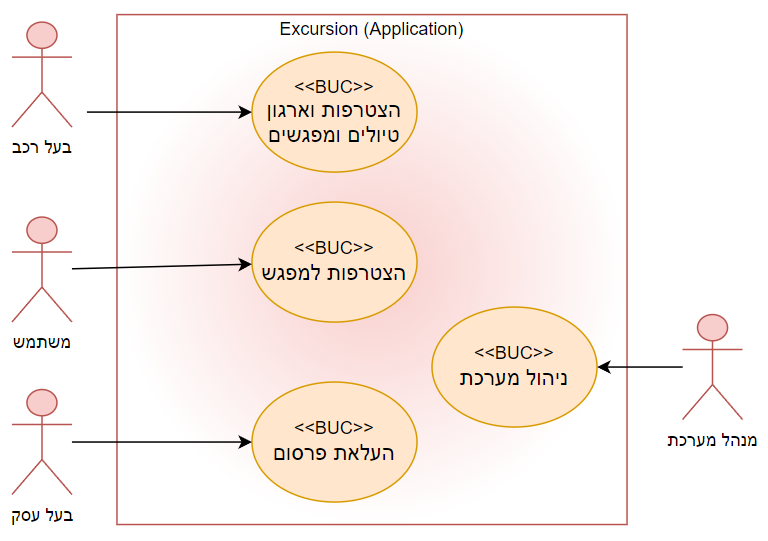 Excursion (Application)
<<BUC>>
הצטרפות וארגון
טיולים ומפגשים
בעל רכב
<<BUC>>
הצטרפות למפגש
משתמש
<<BUC>>
ניהול מערכת
מנהל מערכת
<<BUC>>
העלאת פרסום
בעל עסק